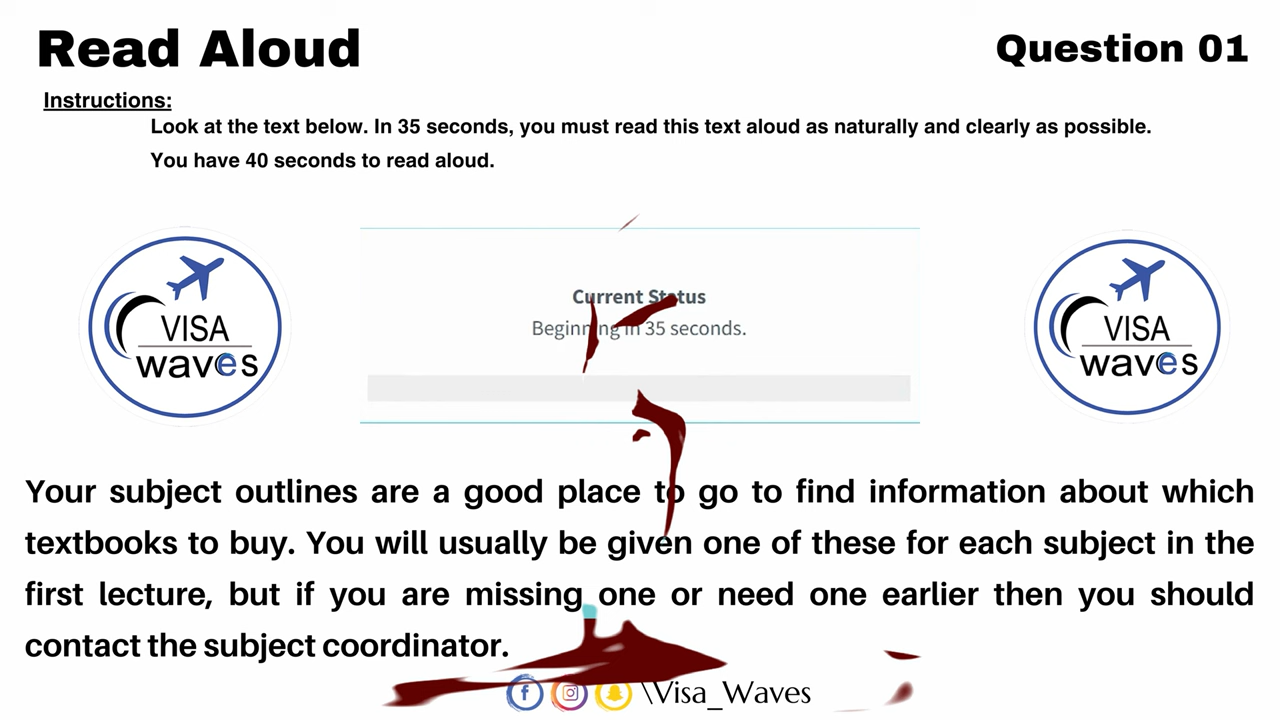 Read Aloud
Question 01
Instructions:
Look at the text below. In 35 seconds, you must read this text aloud as naturally and clearly as possible.
You have 40 seconds to read aloud.
VISA
waves
Current Status
Beginning in 35 seconds.
VISA
waves
Your subject outlines are a good place to go to find information about which
textbooks to buy. You will usually be given one of these for each subject in the
first lecture, but if you are missing one or need one earlier then you should
contact the subject coordinator.
\Visa_Waves